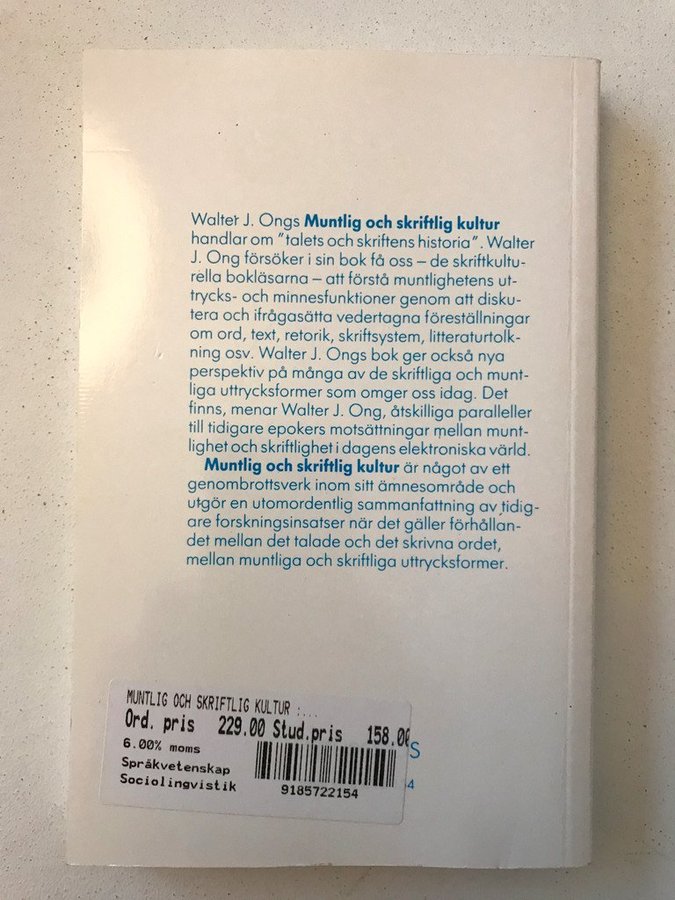 Walter J. Ongs Muntlig och skriftlig kultur
handlar om "talets och skriftens historia". Walter
J. Ong försöker i sin bok få oss – de skriftkultu-
rella bokläsarna – att förstå muntlighetens ut-
trycks- och minnesfunktioner genom att disku-
tera och ifrågasätta vedertagna föreställningar
om ord, text, retorik, skriftsystem, litteraturtolk-
ning osv. Walter J. Ongs bok ger också nya
perspektiv på många av de skriftliga och munt-
liga uttrycksformer som omger oss idag. Det
finns, menar Walter J. Ong, åtskilliga paralleller
till tidigare epokers motsättningar mellan munt-
lighet och skriftlighet i dagens elektroniska värld.
Muntlig och skriftlig kultur är något av ett
genombrottsverk inom sitt ämnesområde och
utgör en utomordentlig sammanfattning av tidig-
are forskningsinsatser när det gäller förhållan-
det mellan det talade och det skrivna ordet,
mellan muntliga och skriftliga uttrycksformer.
MUNTLIG OCH SKRIFTLIG KULTUR :...
Ord. pris 229.00 Stud.pris 158.00
6.00% moms
S
Språkvetenskap
Sociolingvistik
4
9185722154